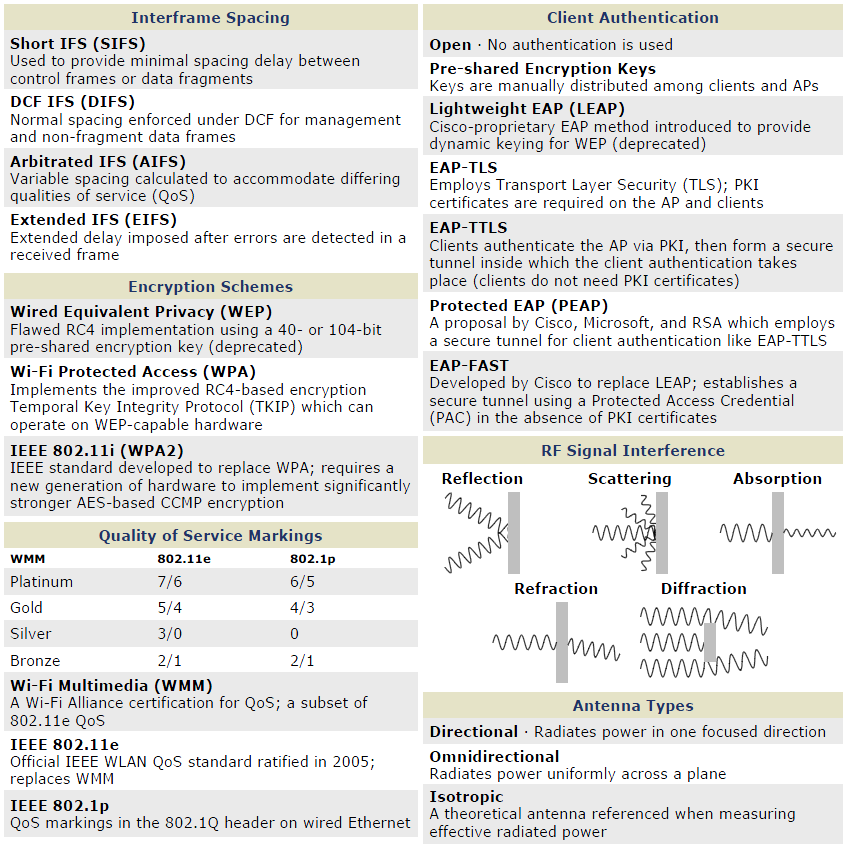 Interframe Spacing
Short IFS (SIFS)
Used to provide minimal spacing delay between
control frames or data fragments
DCF IFS (DIFS)
Normal spacing enforced under DCF for management
and non-fragment data frames
Arbitrated IFS (AIFS)
Variable spacing calculated to accommodate differing
qualities of service (QoS)
Extended IFS (EIFS)
Extended delay imposed after errors are detected in a
received frame
Encryption Schemes
Wired Equivalent Privacy (WEP)
Flawed RC4 implementation using a 40- or 104-bit
pre-shared encryption key (deprecated)
Wi-Fi Protected Access (WPA)
Implements the improved RC4-based encryption
Temporal Key Integrity Protocol (TKIP) which can
operate on WEP-capable hardware
IEEE 802.11i (WPA2)
IEEE standard developed to replace WPA; requires a
new generation of hardware to implement significantly
stronger AES-based CCMP encryption
Quality of Service Markings
WMM 802.11e 802.1p
Platinum 7/6 6/5
Gold 5/4 4/3
Silver 3/0 0
Bronze 2/1 2/1
Wi-Fi Multimedia (WMM)
A Wi-Fi Alliance certification for QoS; a subset of
802.11e QoS
IEEE 802.11e
Official IEEE WLAN QoS standard ratified in 2005;
replaces WMM
IEEE 802.1p
QoS markings in the 802.1Q header on wired Ethernet
Client Authentication
Open · No authentication is used
Pre-shared Encryption Keys
Keys are manually distributed among clients and APs
Lightweight EAP (LEAP)
Cisco-proprietary EAP method introduced to provide
dynamic keying for WEP (deprecated)
EAP-TLS
Employs Transport Layer Security (TLS); PKI
certificates are required on the AP and clients
EAP-TTLS
Clients authenticate the AP via PKI, then form a secure
tunnel inside which the client authentication takes
place (clients do not need PKI certificates)
Protected EAP (PEAP)
A proposal by Cisco, Microsoft, and RSA which employs
a secure tunnel for client authentication like EAP-TTLS
EAP-FAST
Developed by Cisco to replace LEAP; establishes a
secure tunnel using a Protected Access Credential
(PAC) in the absence of PKI certificates
RF Signal Interference
Reflection Scattering Absorption
Refraction Diffraction
Antenna Types
Directional · Radiates power in one focused direction
Omnidirectional
Radiates power uniformly across a plane
Isotropic
A theoretical antenna referenced when measuring
effective radiated power